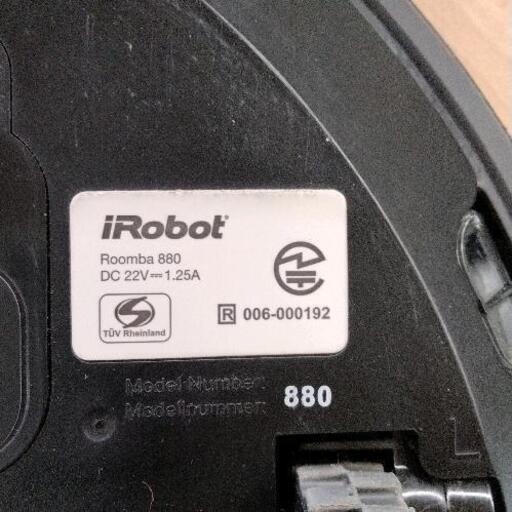 iRobot
Roomba 880
DC 22V⎓1.25A
TÜV Rheinland
R 006-000192
Model Number:
Modellnummer:
880
L